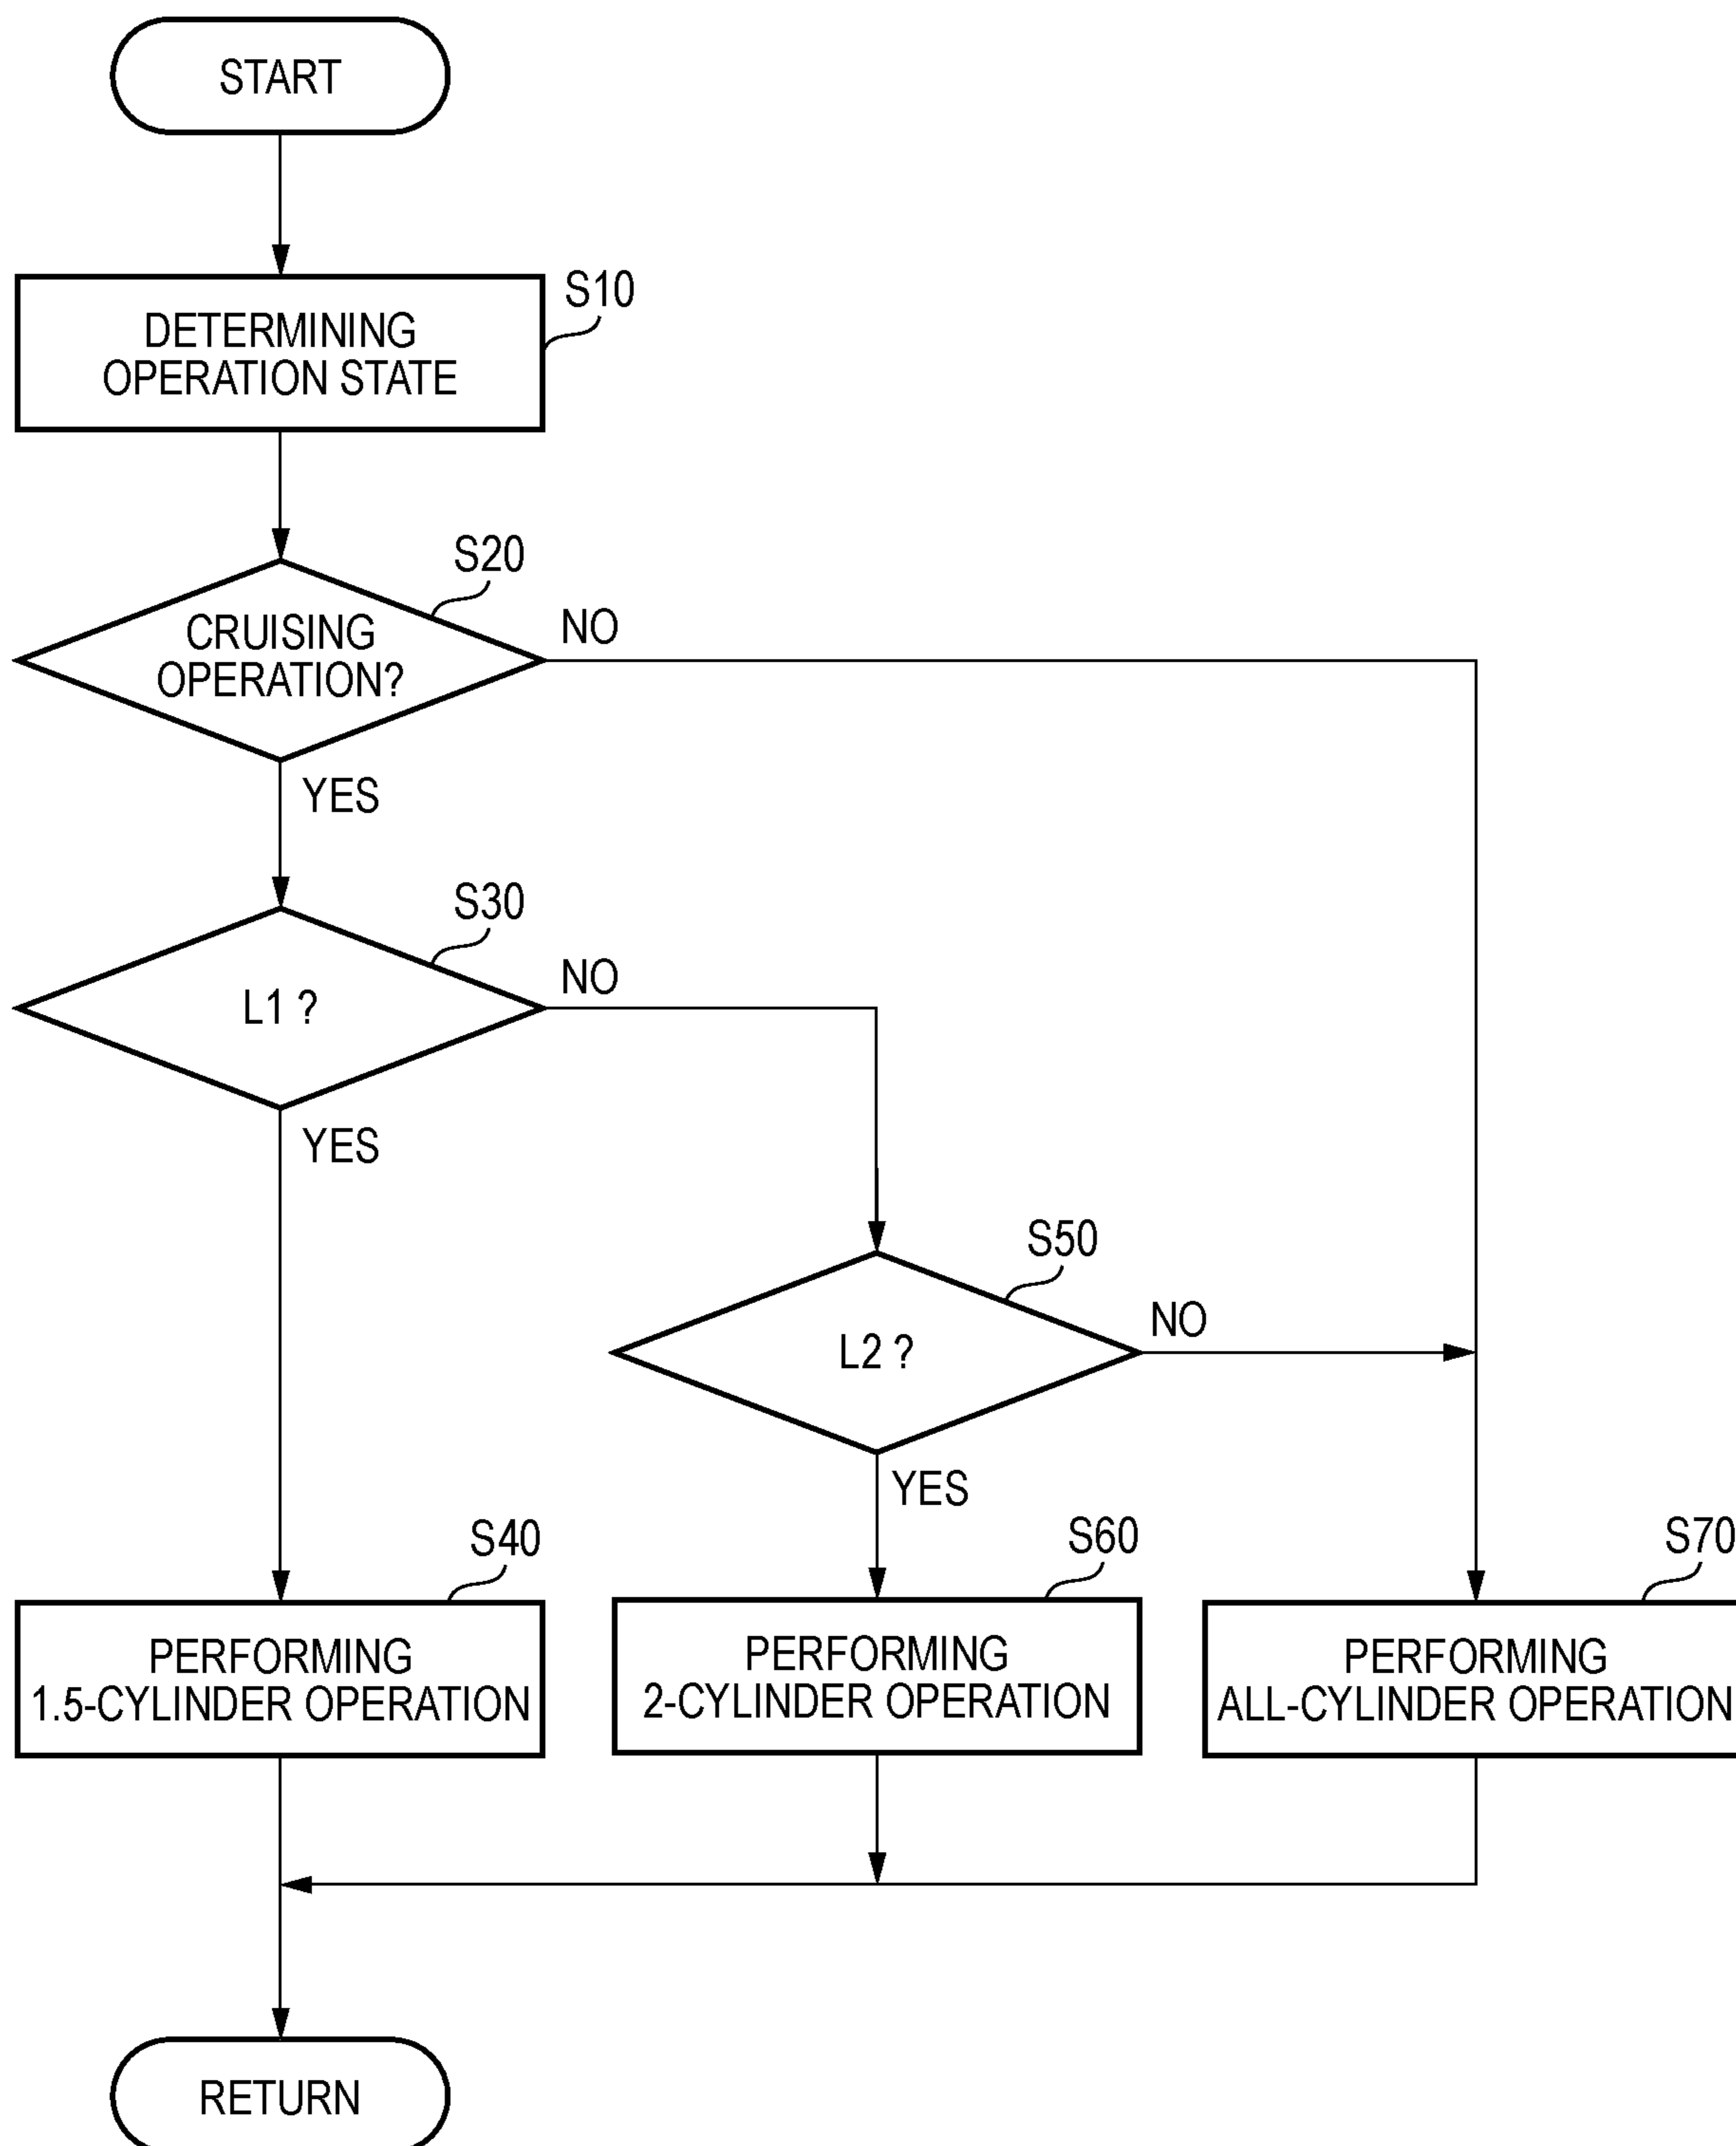 START
S10
DETERMINING
OPERATION STATE
S20
CRUISING
OPERATION?
NO
YES
S30
L1 ?
NO
YES
S50
L2 ?
NO
YES
S40
PERFORMING
1.5-CYLINDER OPERATION
S60
PERFORMING
2-CYLINDER OPERATION
S70
PERFORMING
ALL-CYLINDER OPERATION
RETURN